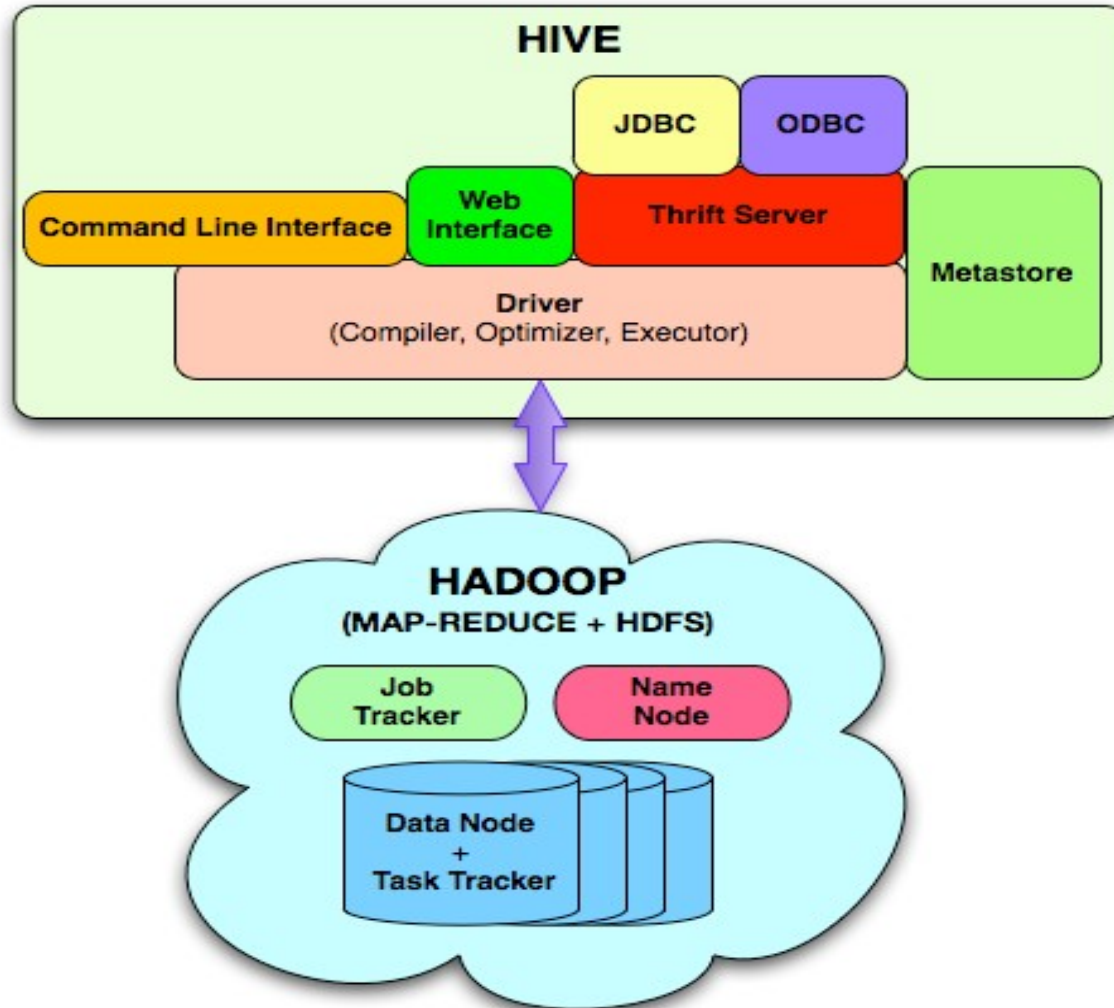 HIVE
JDBC
ODBC
Command Line Interface
Web
Interface
Thrift Server
Metastore
Driver
(Compiler, Optimizer, Executor)
HADOOP
(MAP-REDUCE + HDFS)
Job
Tracker
Name
Node
Data Node
+
Task Tracker